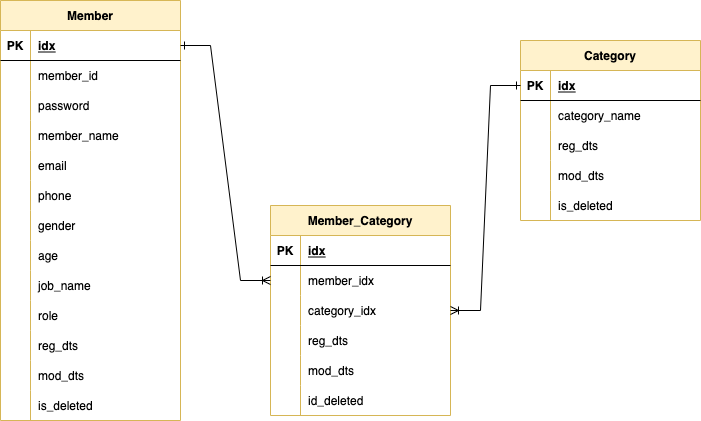 Member
PK idx
member_id
password
member_name
email
phone
gender
age
job_name
role
reg_dts
mod_dts
is_deleted
Member_Category
PK idx
member_idx
category_idx
reg_dts
mod_dts
id_deleted
Category
PK idx
category_name
reg_dts
mod_dts
is_deleted